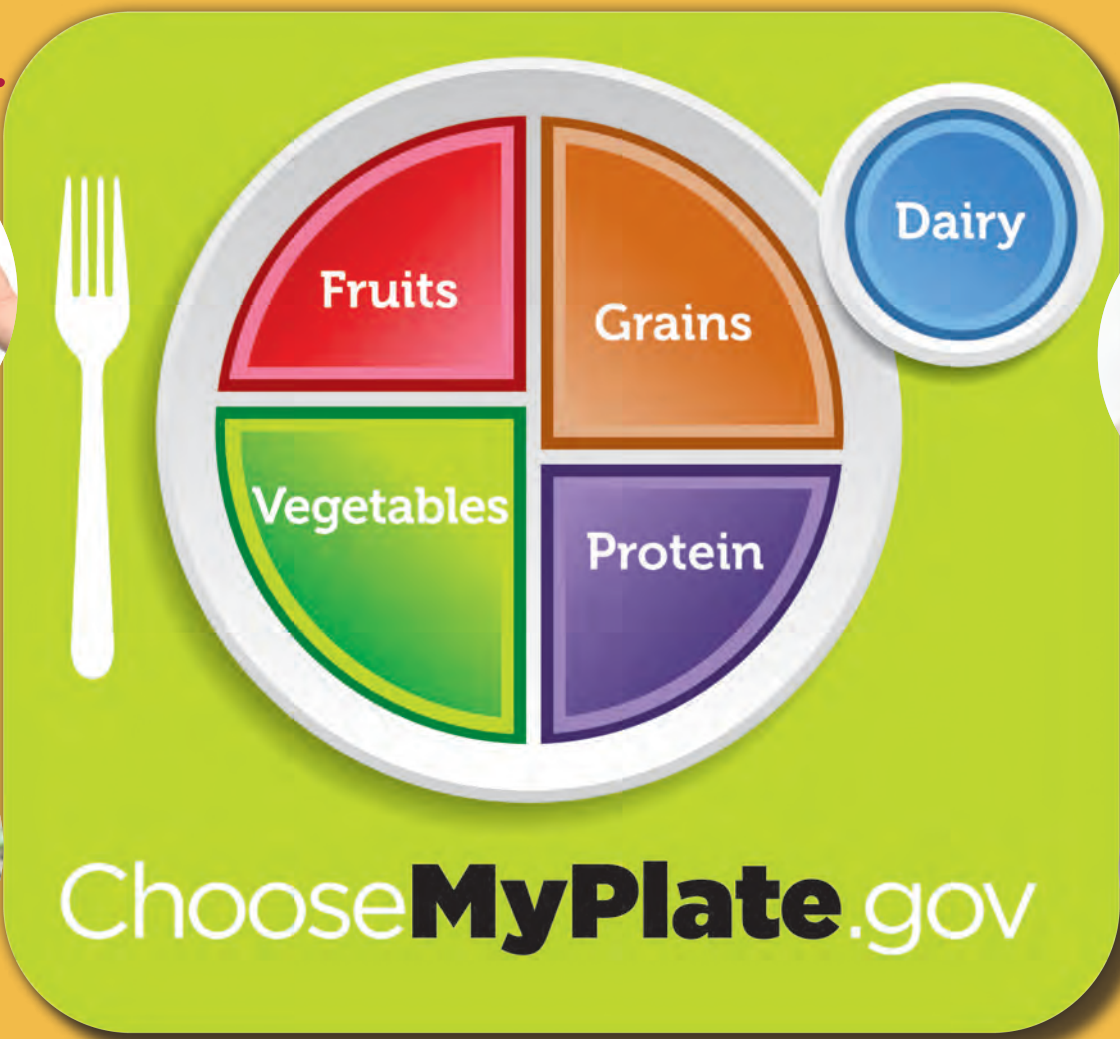 Fruits
Grains
Dairy
Vegetables
Protein
ChooseMyPlate.gov